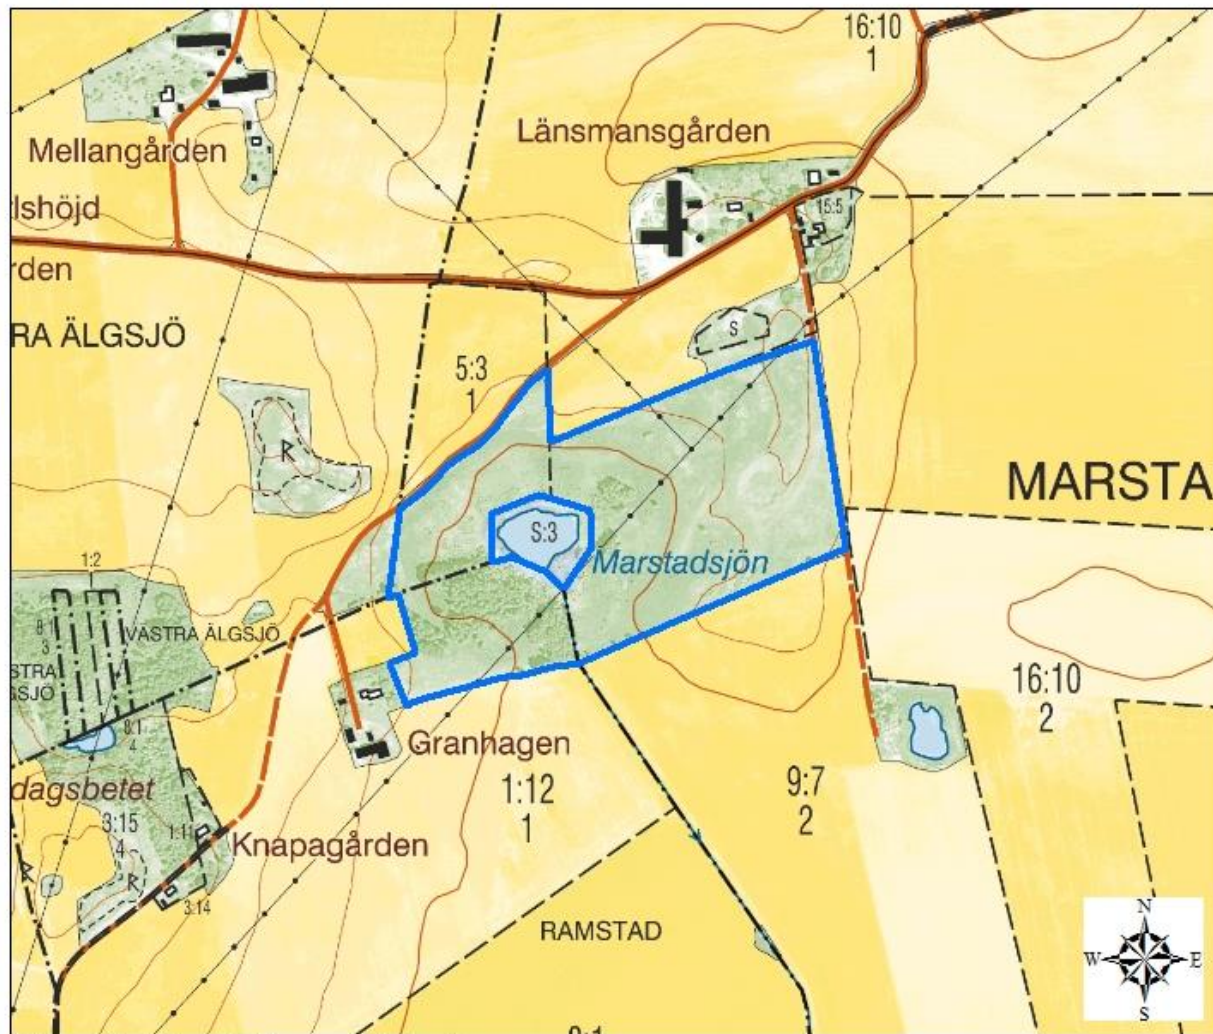 16:10
1
Länsmansgården
Mellangården
lshöjd
15:5
rden
S
RA ÄLGSJÖ
5:3
1
R
MARSTA
S:3
Marstadsjön
1:2
8:1
3
VÄSTRA ÄLGSJÖ
STRA
GSJÖ
16:10
2
8:1
4
Granhagen
dagsbetet
1:12
1
9:7
2
3:15
4
1:11
Knapagården
R
R
3:14
RAMSTAD
N
W
E
S